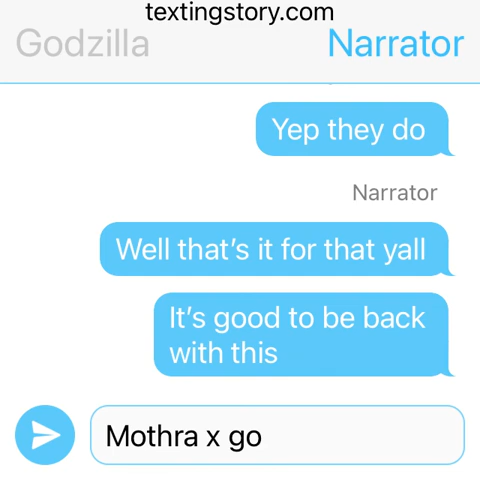 textingstory.com
Godzilla
Narrator
Yep they do
Narrator
Well that’s it for that yall
It’s good to be back
with this
Mothra x go